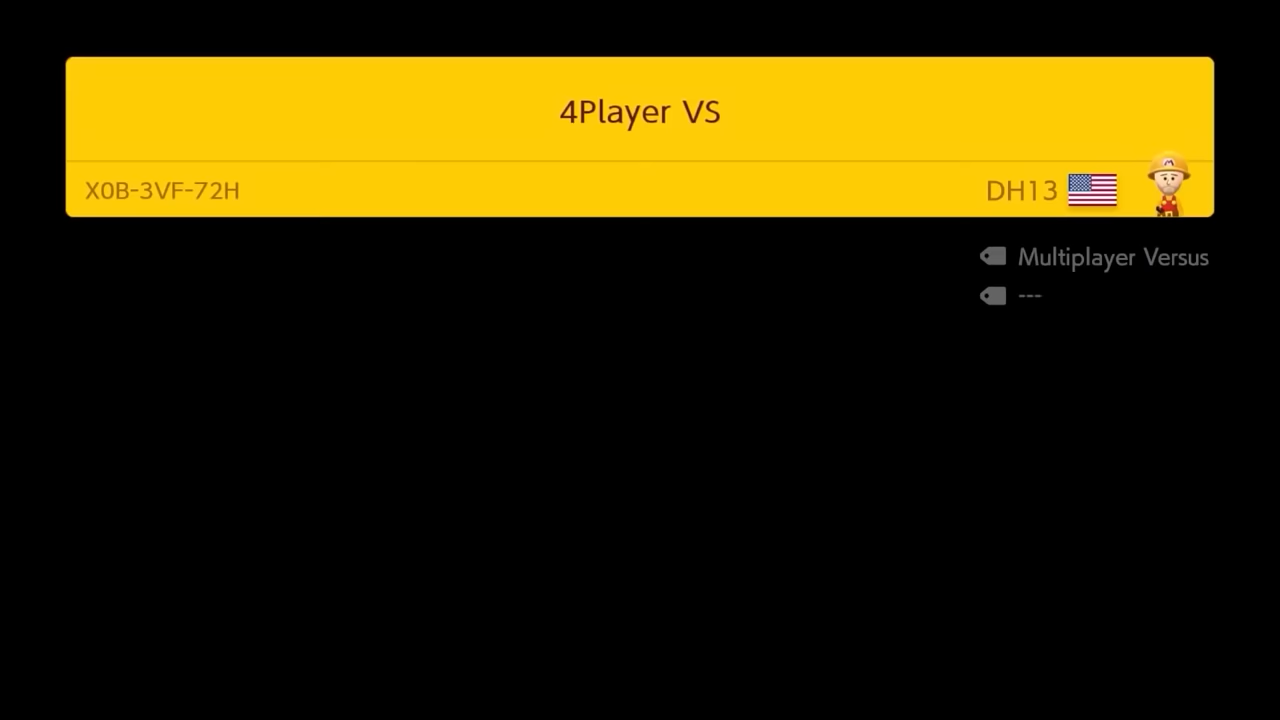 4Player VS
X0B-3VF-72H
DH13
Multiplayer Versus
---